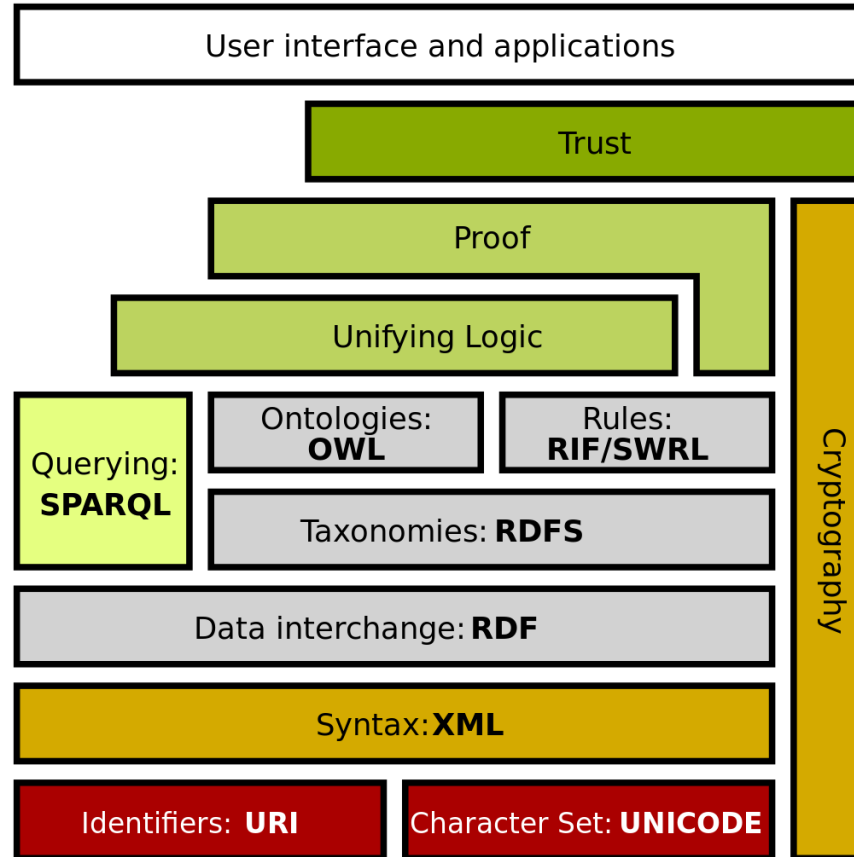 User interface and applications
Trust
Proof
Unifying Logic
Ontologies:
OWL
Rules:
RIF/SWRL
Querying:
SPARQL
Taxonomies: RDFS
Cryptography
Data interchange: RDF
Syntax: XML
Identifiers: URI
Character Set: UNICODE